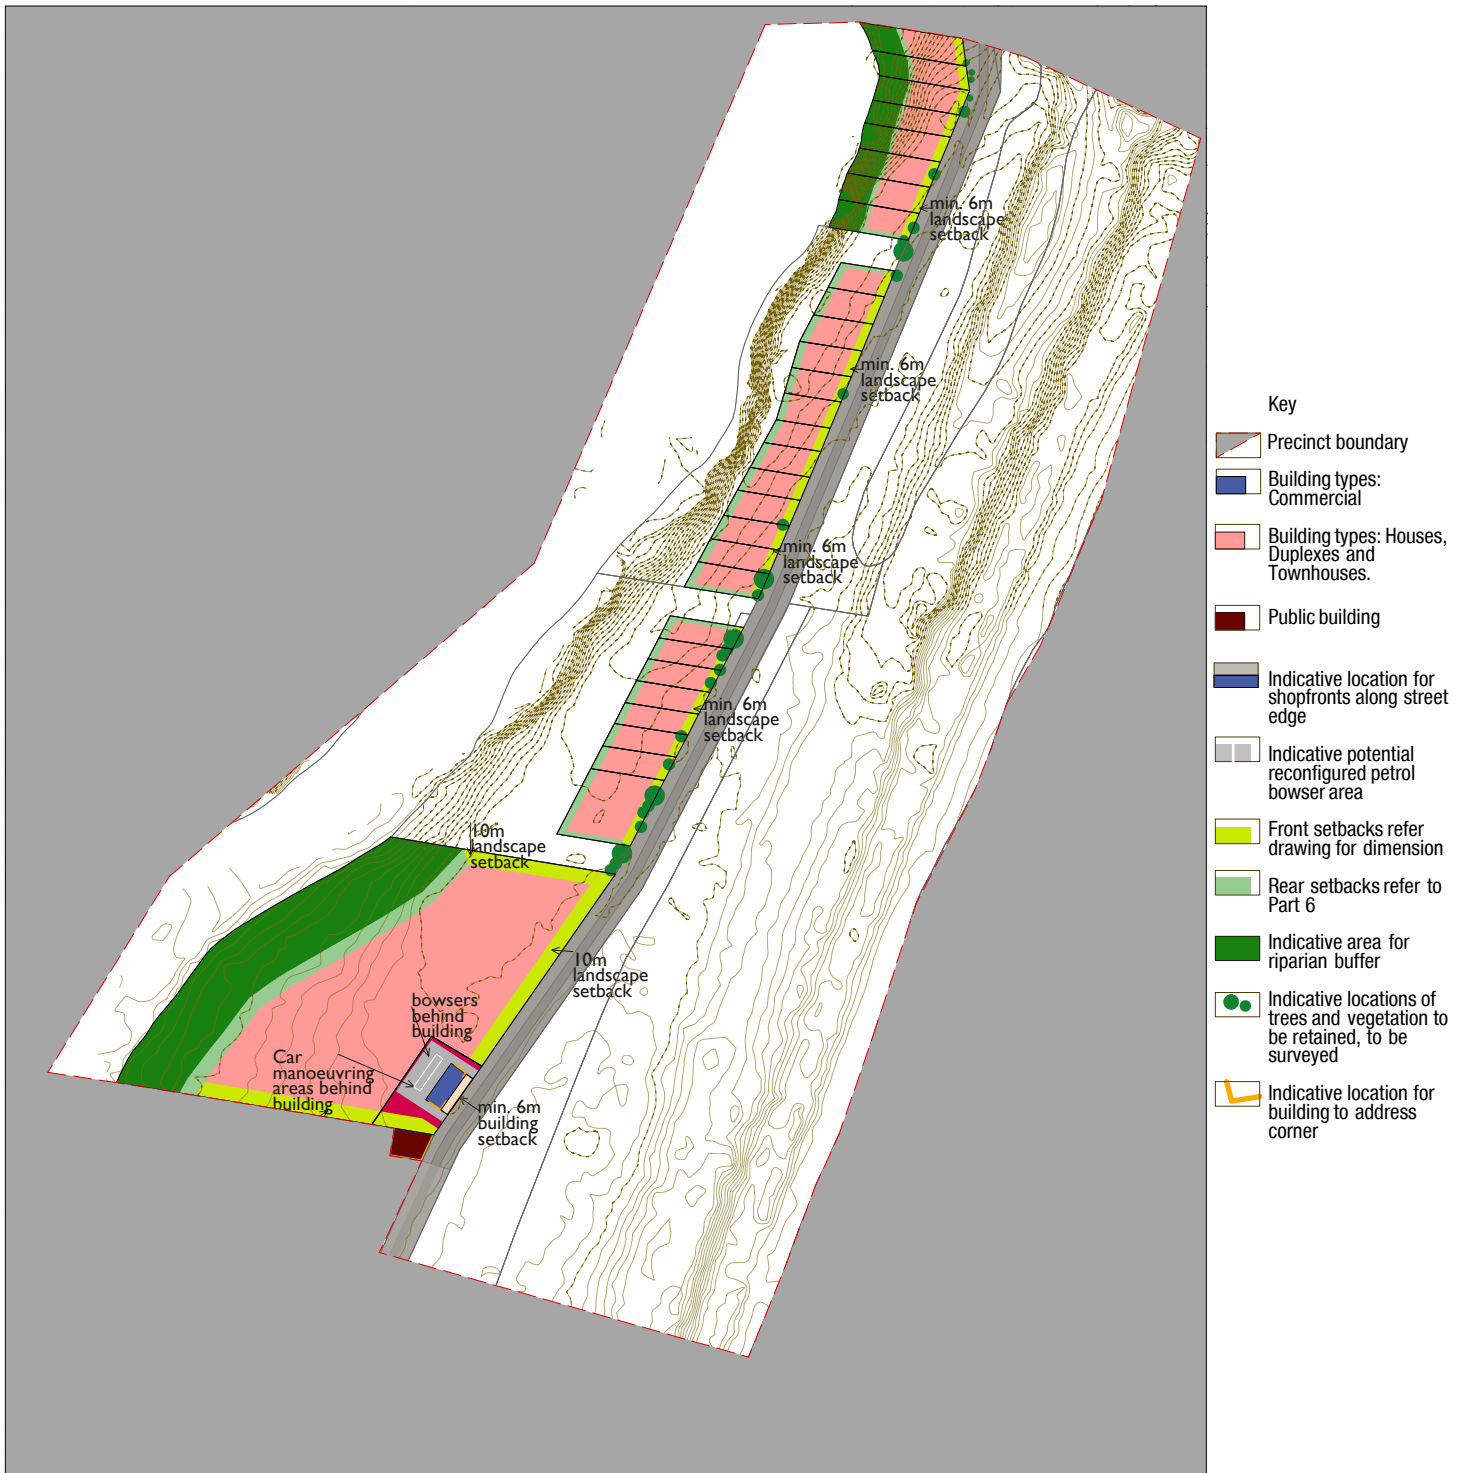 min. 6m
landscape
setback
min. 6m
landscape
setback
min. 6m
landscape
setback
min. 6m
landscape
setback
10m
landscape
setback
10m
landscape
setback
bowsers
behind
building
Car
manoeuvring
areas behind
building
min. 6m
building
setback
Key
Precinct boundary
Building types:
Commercial
Building types: Houses,
Duplexes and
Townhouses.
Public building
Indicative location for
shopfronts along street
edge
Indicative potential
reconfigured petrol
bowser area
Front setbacks refer
drawing for dimension
Rear setbacks refer to
Part 6
Indicative area for
riparian buffer
Indicative locations of
trees and vegetation to
be retained, to be
surveyed
Indicative location for
building to address
corner